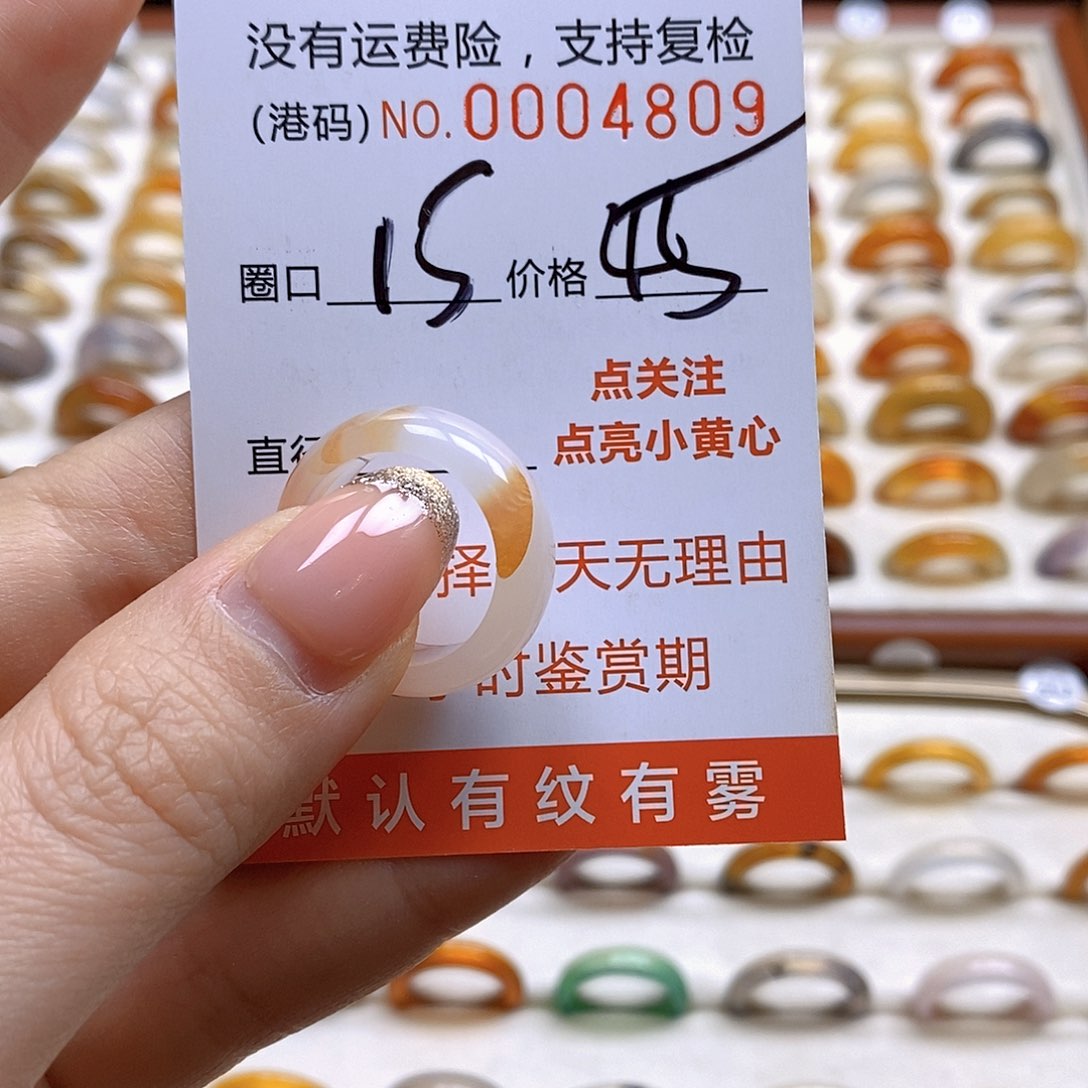 没有运费险，支持复检
(港码) NO. 0004809
圈口 15 价格
点关注
直径
点亮小黄心
择 天无理由
时鉴赏期
默认有纹有雾